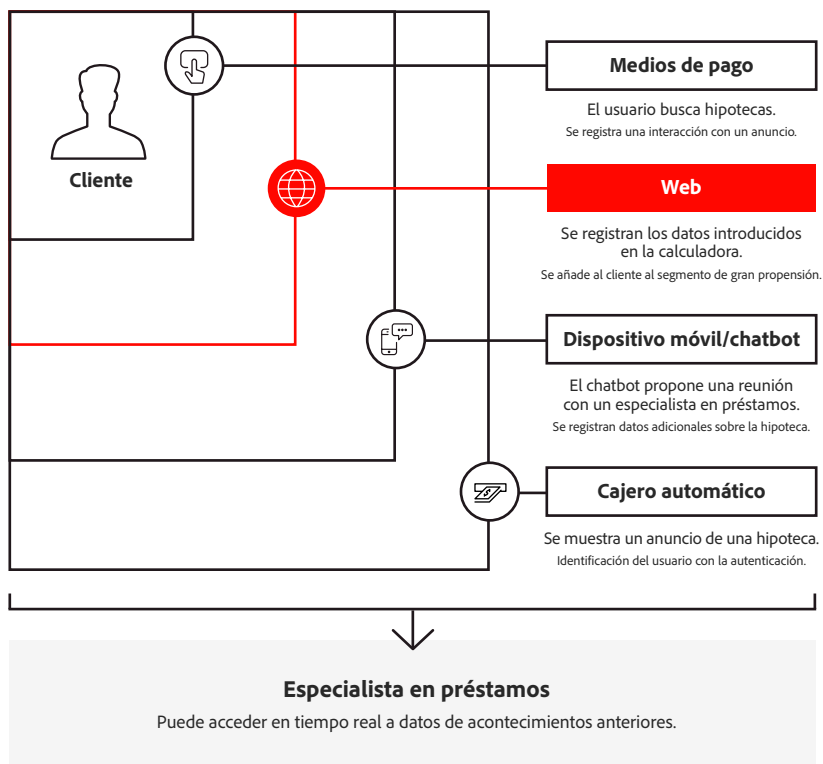 Cliente
Medios de pago
El usuario busca hipotecas.
Se registra una interacción con un anuncio.
Web
Se registran los datos introducidos
en la calculadora.
Se añade al cliente al segmento de gran propensión.
Dispositivo móvil/chatbot
El chatbot propone una reunión
con un especialista en préstamos.
Se registran datos adicionales sobre la hipoteca.
Cajero automático
Se muestra un anuncio de una hipoteca.
Identificación del usuario con la autenticación.
Especialista en préstamos
Puede acceder en tiempo real a datos de acontecimientos anteriores.